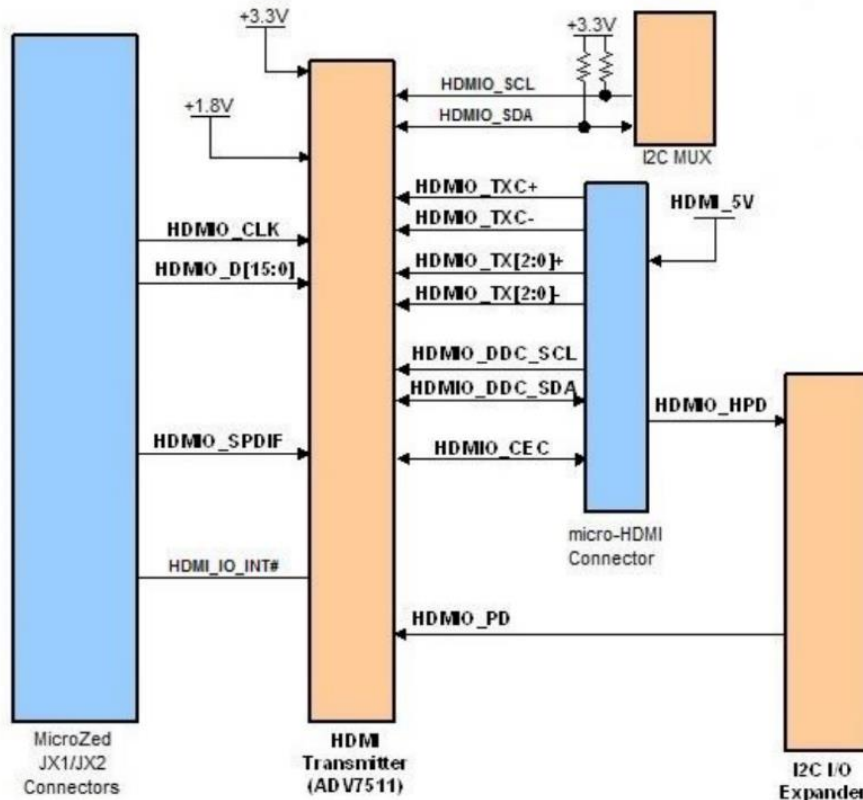 +3.3V
+3.3V
HDMIO_SCL
+1.8V
HDMIO_SDA
I2C MUX
HDMIO_TXC+
HDMI_5V
HDMIO_TXC-
HDMIO_CLK
HDMIO_TX[2:0]+
HDMIO_D[15:0]
HDMIO_TX[2:0]-
HDMIO_DDC_SCL
HDMIO_DDC_SDA
HDMIO_HPD
HDMIO_SPDIF
HDMIO_CEC
micro-HDMI
Connector
HDMI_IO_INT#
HDMIO_PD
MicroZed
JX1/JX2
Connectors
HDMI
Transmitter
(ADV7511)
I2C I/O
Expander